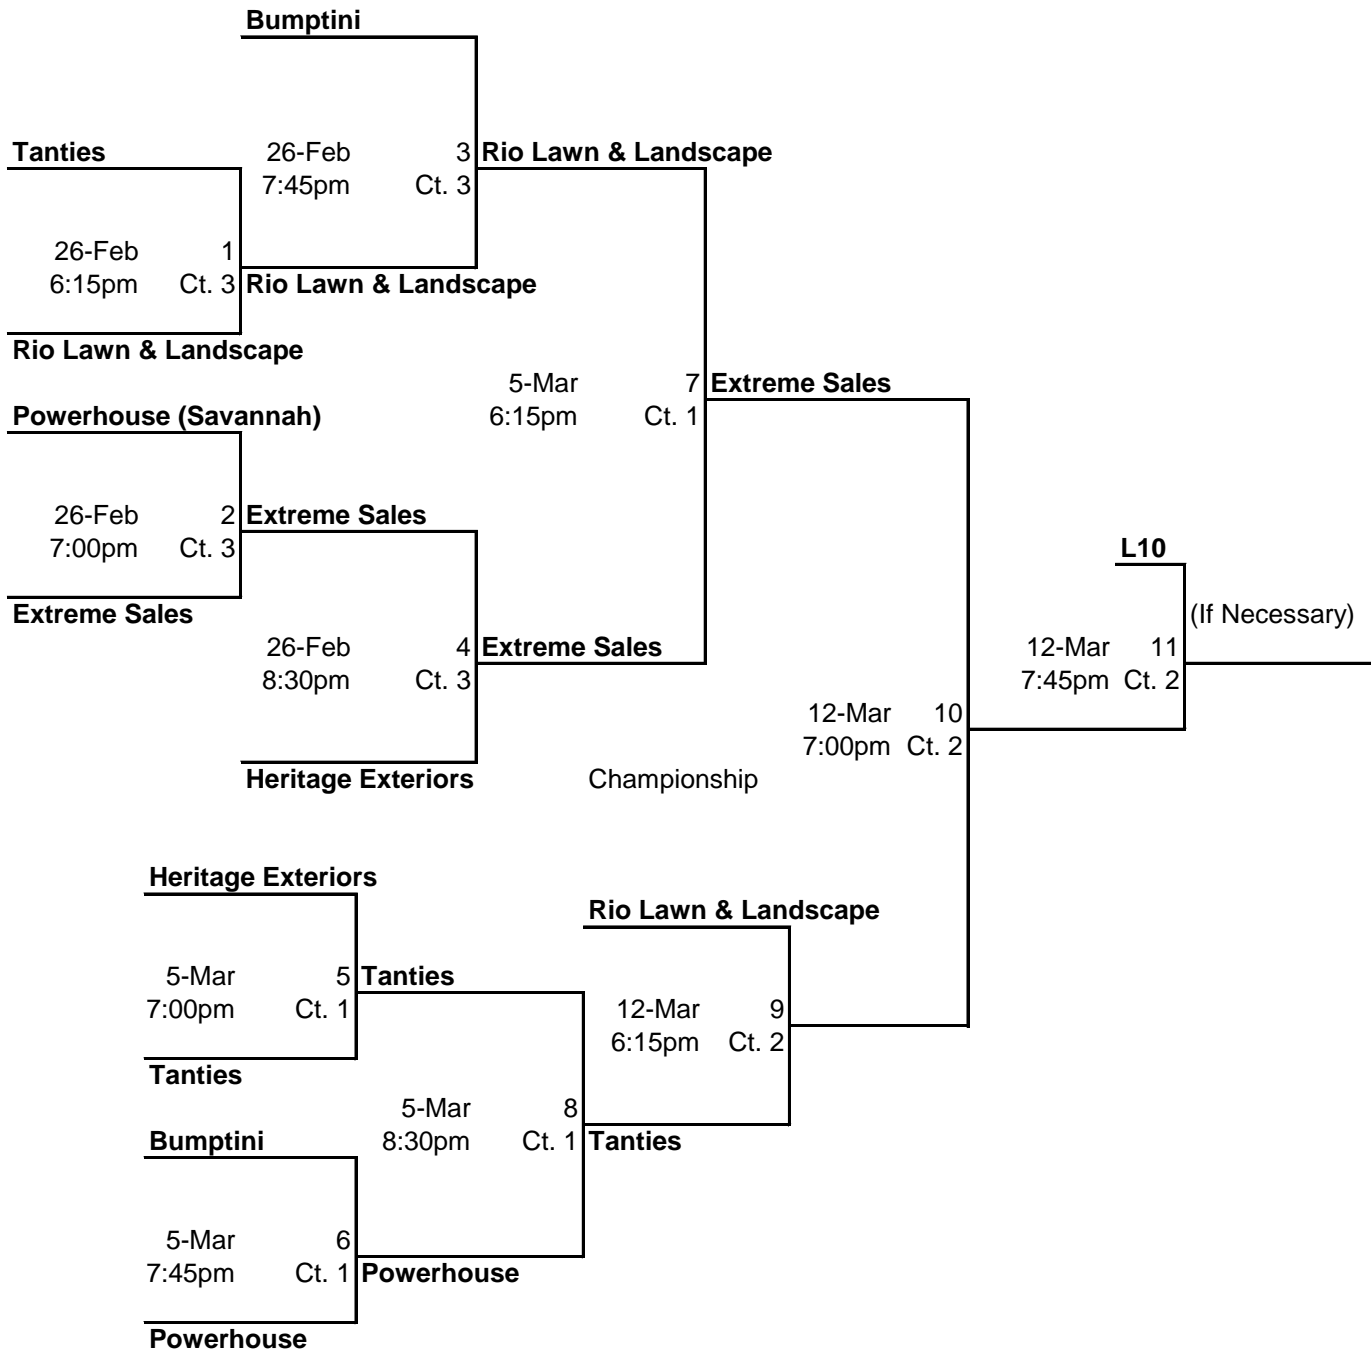 Bumptini
Tanties
26-Feb 3 Rio Lawn & Landscape
7:45pm Ct. 3
26-Feb 1
6:15pm Ct. 3 Rio Lawn & Landscape
Rio Lawn & Landscape
5-Mar 7 Extreme Sales
Powerhouse (Savannah)
6:15pm Ct. 1
26-Feb 2 Extreme Sales
7:00pm Ct. 3
L10
Extreme Sales
(If Necessary)
26-Feb 4 Extreme Sales
8:30pm Ct. 3
12-Mar 11
7:45pm Ct. 2
12-Mar 10
7:00pm Ct. 2
Heritage Exteriors
Championship
Heritage Exteriors
Rio Lawn & Landscape
5-Mar 5 Tanties
7:00pm Ct. 1
12-Mar 9
6:15pm Ct. 2
Tanties
5-Mar 8
8:30pm Ct. 1 Tanties
Bumptini
5-Mar 6
7:45pm Ct. 1 Powerhouse
Powerhouse